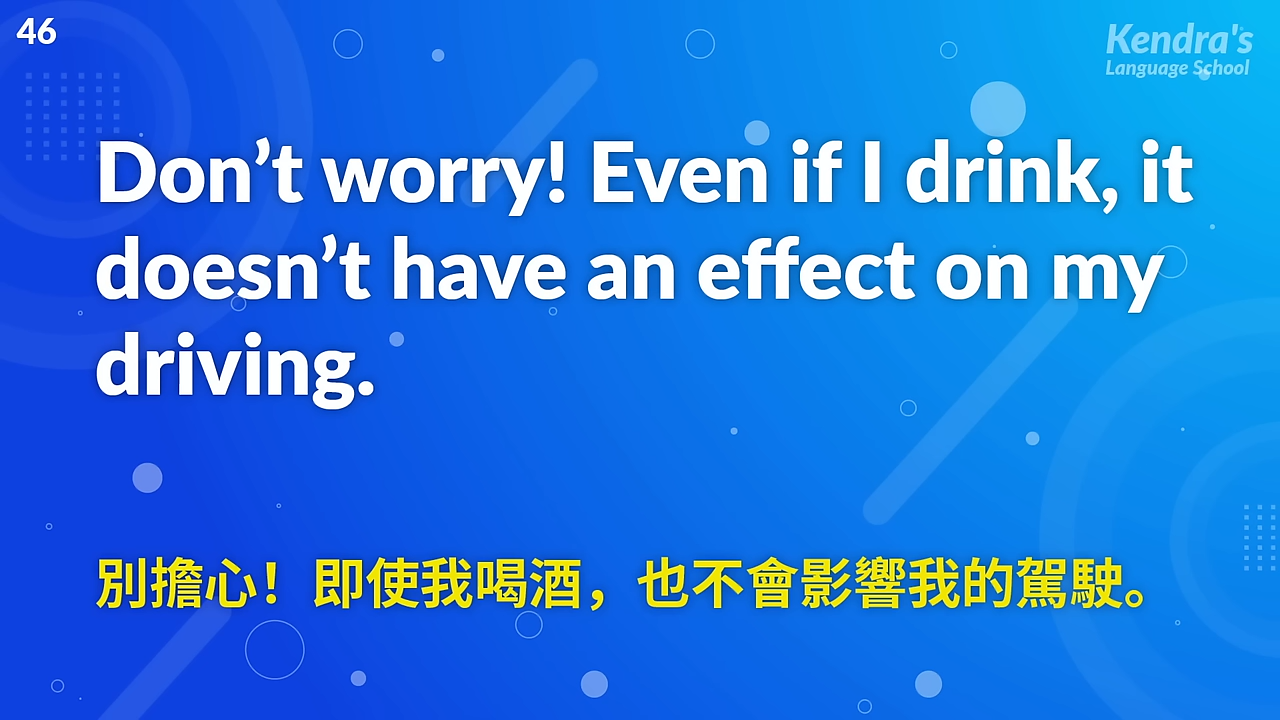 46
Kendra's
Language School
Don’t worry! Even if I drink, it
doesn’t have an effect on my
driving.
別擔心！即使我喝酒，也不會影響我的駕駛。